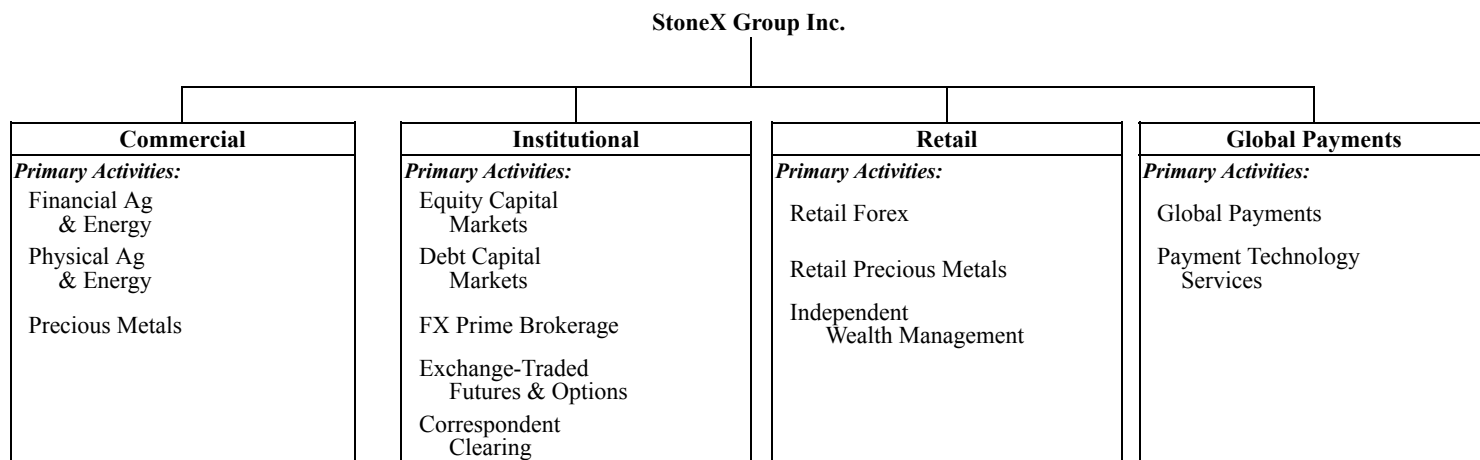 StoneX Group Inc.
Commercial
Primary Activities:
Financial Ag
& Energy
Physical Ag
& Energy
Precious Metals
Institutional
Primary Activities:
Equity Capital
Markets
Debt Capital
Markets
FX Prime Brokerage
Exchange-Traded
Futures & Options
Correspondent
Clearing
Retail
Primary Activities:
Retail Forex
Retail Precious Metals
Independent
Wealth Management
Global Payments
Primary Activities:
Global Payments
Payment Technology
Services